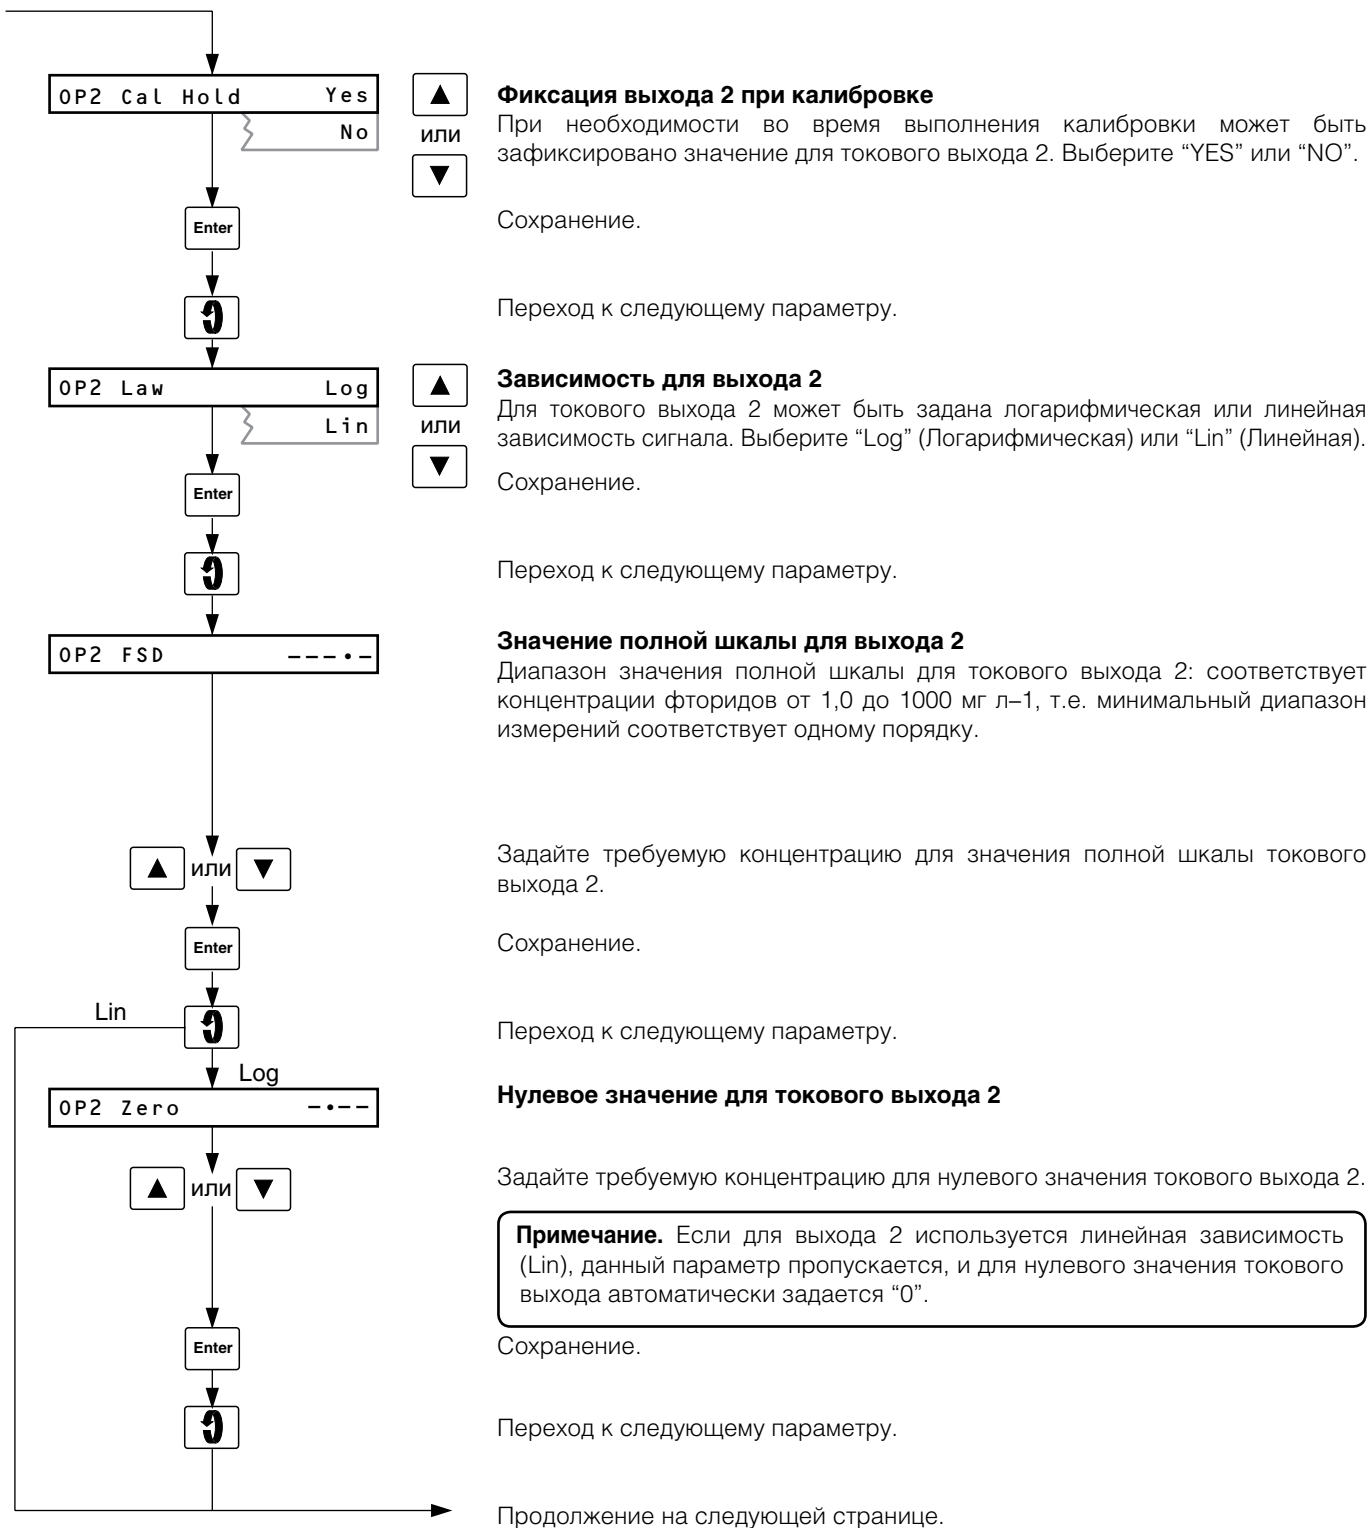 OP2 Cal Hold Yes
No
▲
или
▼
Фиксация выхода 2 при калибровке
При необходимости во время выполнения калибровки может быть
зафиксировано значение для токового выхода 2. Выберите “YES” или “NO”.
Enter
Сохранение.
Переход к следующему параметру.
OP2 Law Log
Lin
▲
или
▼
Зависимость для выхода 2
Для токового выхода 2 может быть задана логарифмическая или линейная
зависимость сигнала. Выберите “Log” (Логарифмическая) или “Lin” (Линейная).
Enter
Сохранение.
Переход к следующему параметру.
OP2 FSD – – – • –
Значение полной шкалы для выхода 2
Диапазон значения полной шкалы для токового выхода 2: соответствует
концентрации фторидов от 1,0 до 1000 мг л–1, т.е. минимальный диапазон
измерений соответствует одному порядку.
▲ или ▼
Задайте требуемую концентрацию для значения полной шкалы токового
выхода 2.
Enter
Сохранение.
Lin
Переход к следующему параметру.
Log
OP2 Zero – • – –
Нулевое значение для токового выхода 2
▲ или ▼
Задайте требуемую концентрацию для нулевого значения токового выхода 2.
Примечание. Если для выхода 2 используется линейная зависимость
(Lin), данный параметр пропускается, и для нулевого значения токового
выхода автоматически задается “0”.
Enter
Сохранение.
Переход к следующему параметру.
Продолжение на следующей странице.